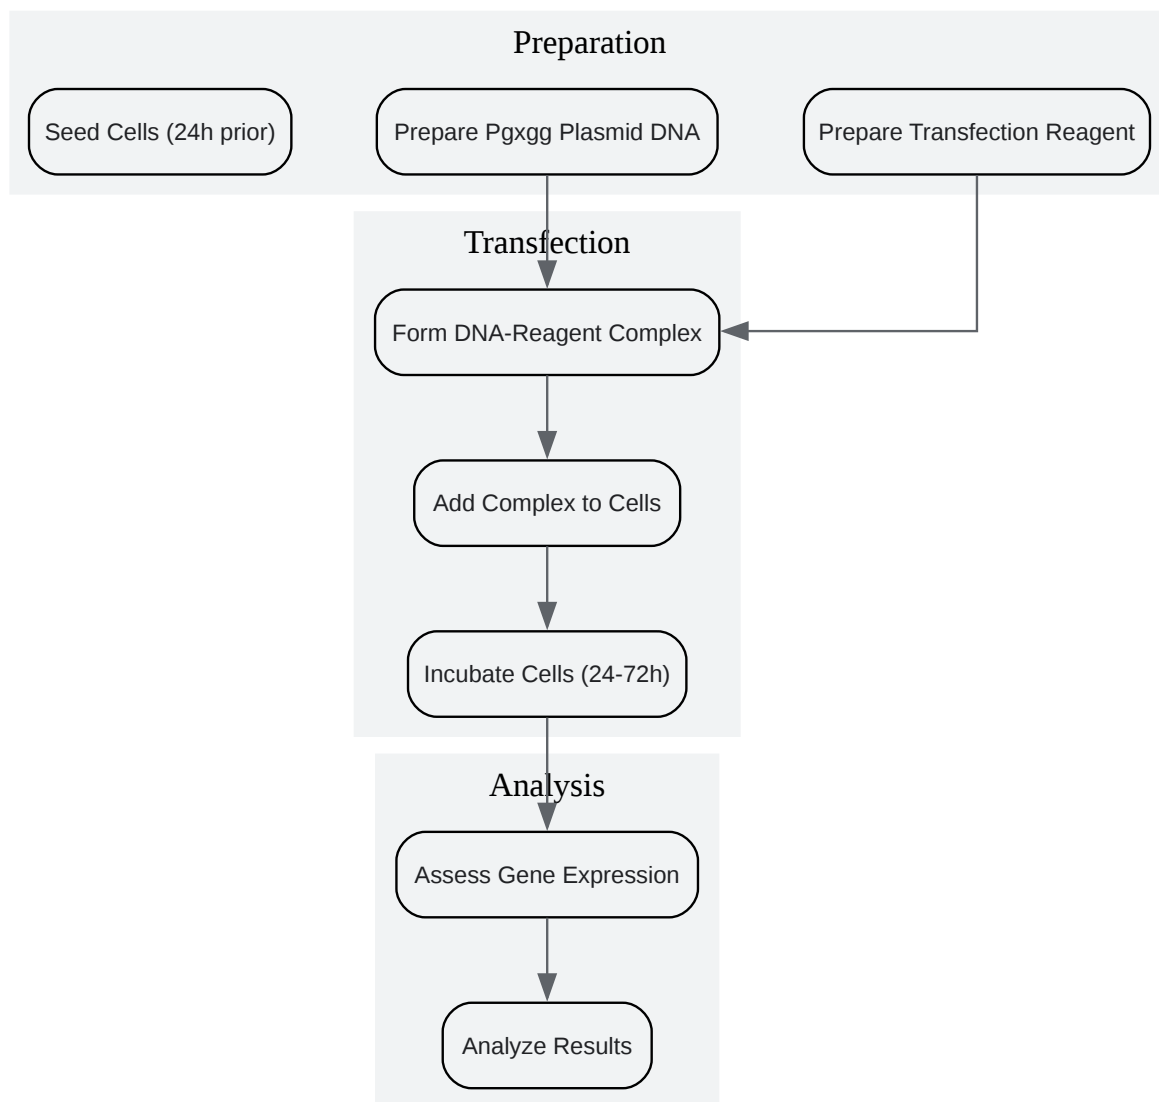 Preparation
Seed Cells (24h prior)
Prepare Pgxgg Plasmid DNA
Prepare Transfection Reagent
Transfection
Form DNA-Reagent Complex
Add Complex to Cells
Incubate Cells (24-72h)
Analysis
Assess Gene Expression
Analyze Results